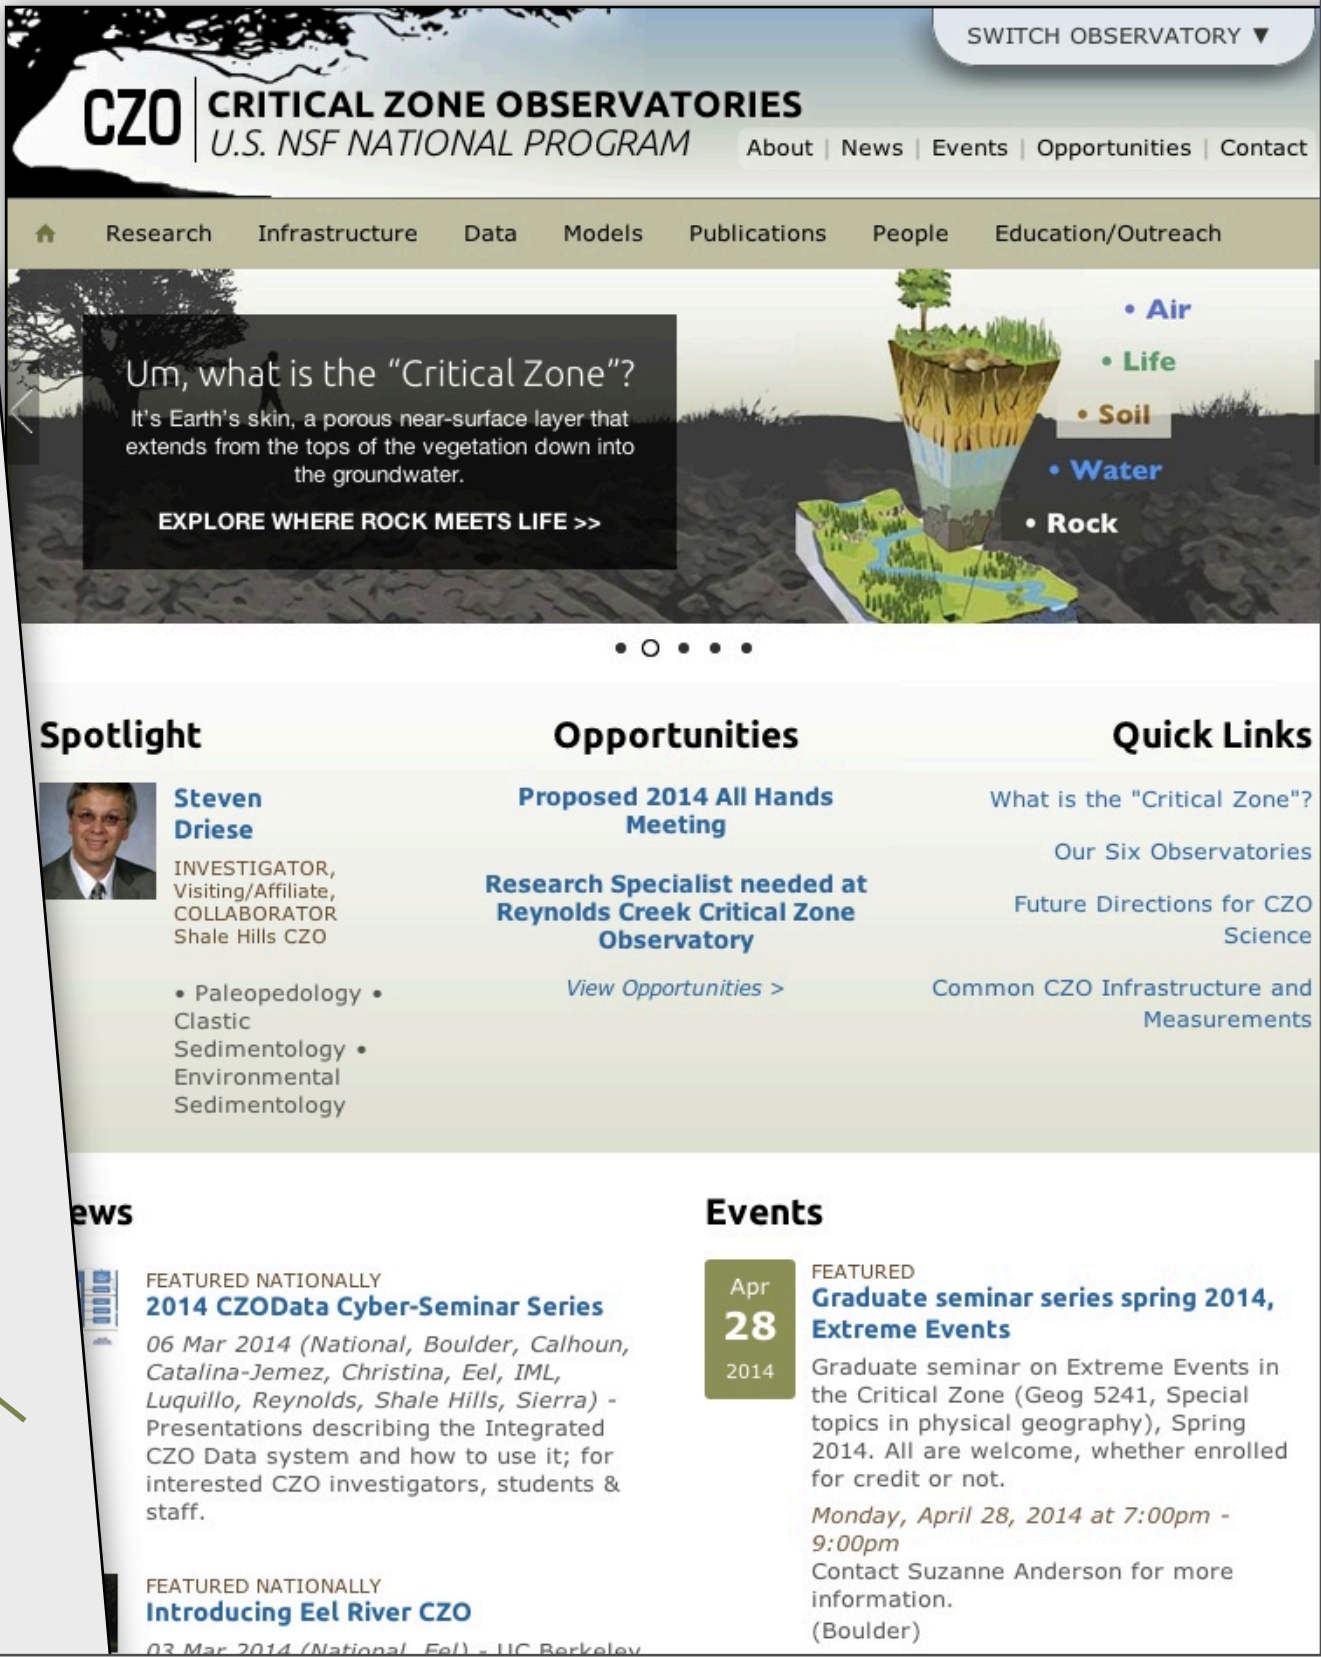 SWITCH OBSERVATORY ▼
CZO
CRITICAL ZONE OBSERVATORIES
U.S. NSF NATIONAL PROGRAM
About | News | Events | Opportunities | Contact
Research Infrastructure Data Models Publications People Education/Outreach
Um, what is the “Critical Zone”?
It’s Earth’s skin, a porous near-surface layer that
extends from the tops of the vegetation down into
the groundwater.
EXPLORE WHERE ROCK MEETS LIFE >>
• Air
• Life
• Soil
• Water
• Rock
Spotlight
Steven
Driese
INVESTIGATOR,
Visiting/Affiliate,
COLLABORATOR
Shale Hills CZO
• Paleopedology •
Clastic
Sedimentology •
Environmental
Sedimentology
Opportunities
Proposed 2014 All Hands
Meeting
Research Specialist needed at
Reynolds Creek Critical Zone
Observatory
View Opportunities >
Quick Links
What is the "Critical Zone"?
Our Six Observatories
Future Directions for CZO
Science
Common CZO Infrastructure and
Measurements
ews
FEATURED NATIONALLY
2014 CZOData Cyber-Seminar Series
06 Mar 2014 (National, Boulder, Calhoun,
Catalina-Jemez, Christina, Eel, IML,
Luquillo, Reynolds, Shale Hills, Sierra) -
Presentations describing the Integrated
CZO Data system and how to use it; for
interested CZO investigators, students &
staff.
FEATURED NATIONALLY
Introducing Eel River CZO
03 Mar 2014 (National, Eel) - UC Berkeley
Events
Apr
28
2014
FEATURED
Graduate seminar series spring 2014,
Extreme Events
Graduate seminar on Extreme Events in
the Critical Zone (Geog 5241, Special
topics in physical geography), Spring
2014. All are welcome, whether enrolled
for credit or not.
Monday, April 28, 2014 at 7:00pm -
9:00pm
Contact Suzanne Anderson for more
information.
(Boulder)